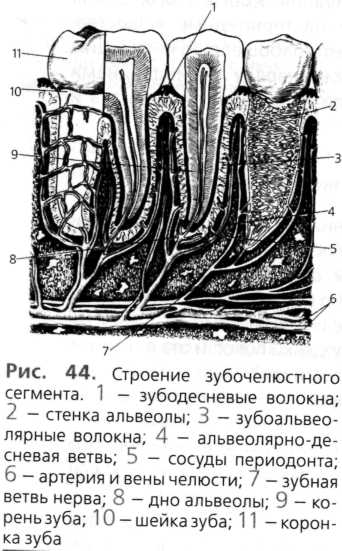 1
11
10
2
9
3
4
8
5
6
7
Рис. 44. Строение зубочелюстного
сегмента. 1 – зубодесневые волокна;
2 – стенка альвеолы; 3 – зубоальвео-
лярные волокна; 4 – альвеолярно-де-
сневая ветвь; 5 – сосуды периодонта;
6 – артерия и вены челюсти; 7 – зубная
ветвь нерва; 8 – дно альвеолы; 9 – ко-
рень зуба; 10 – шейка зуба; 11 – корон-
ка зуба